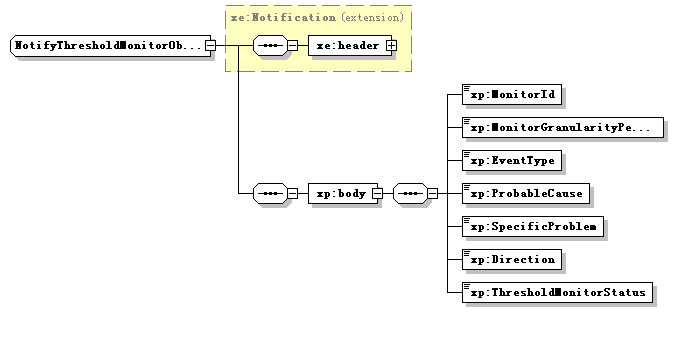 xe:Notification (extension)
NotifyThresholdMonitorOb...
xe:header
xp:MonitorId
xp:MonitorGranularityPe...
xp:EventType
xp:body
xp:ProbableCause
xp:SpecificProblem
xp:Direction
xp:ThresholdMonitorStatus